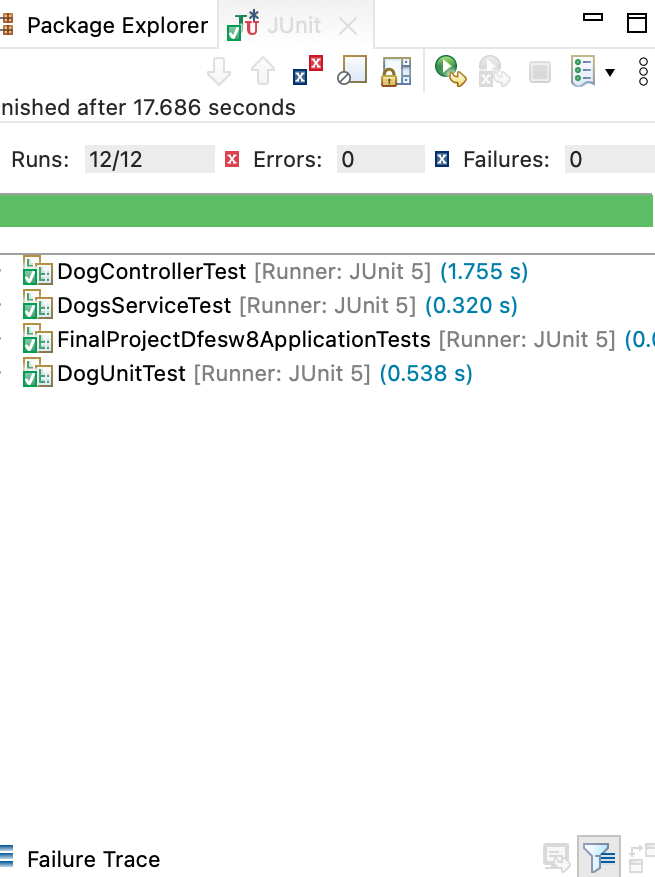 Package Explorer JUnit
nished after 17.686 seconds
Runs: 12/12 Errors: 0 Failures: 0
DogControllerTest [Runner: JUnit 5] (1.755 s)
DogsServiceTest [Runner: JUnit 5] (0.320 s)
FinalProjectDfesw8ApplicationTests [Runner: JUnit 5] (0.0
DogUnitTest [Runner: JUnit 5] (0.538 s)
Failure Trace